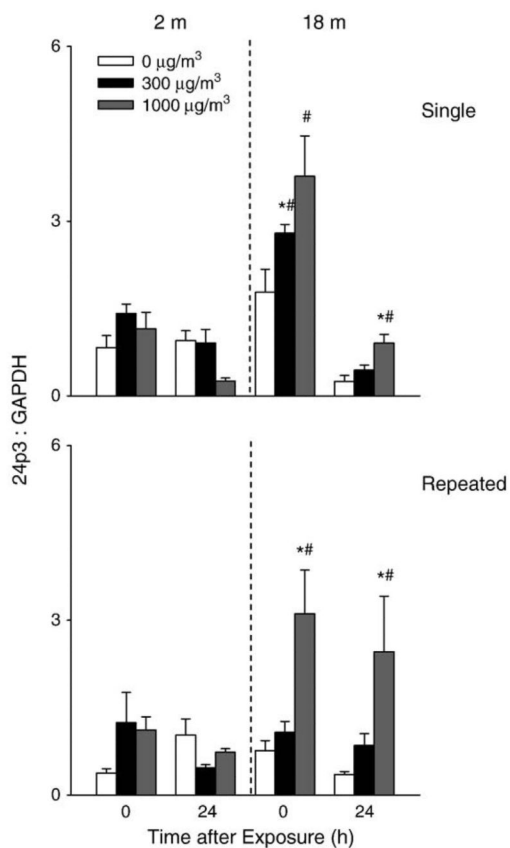 2 m
18 m
6
0 µg/m³
300 µg/m³
1000 µg/m³
Single
#
*#
3
*#
0
24p3 : GAPDH
6
Repeated
*#
*#
3
0
0
24
0
24
Time after Exposure (h)